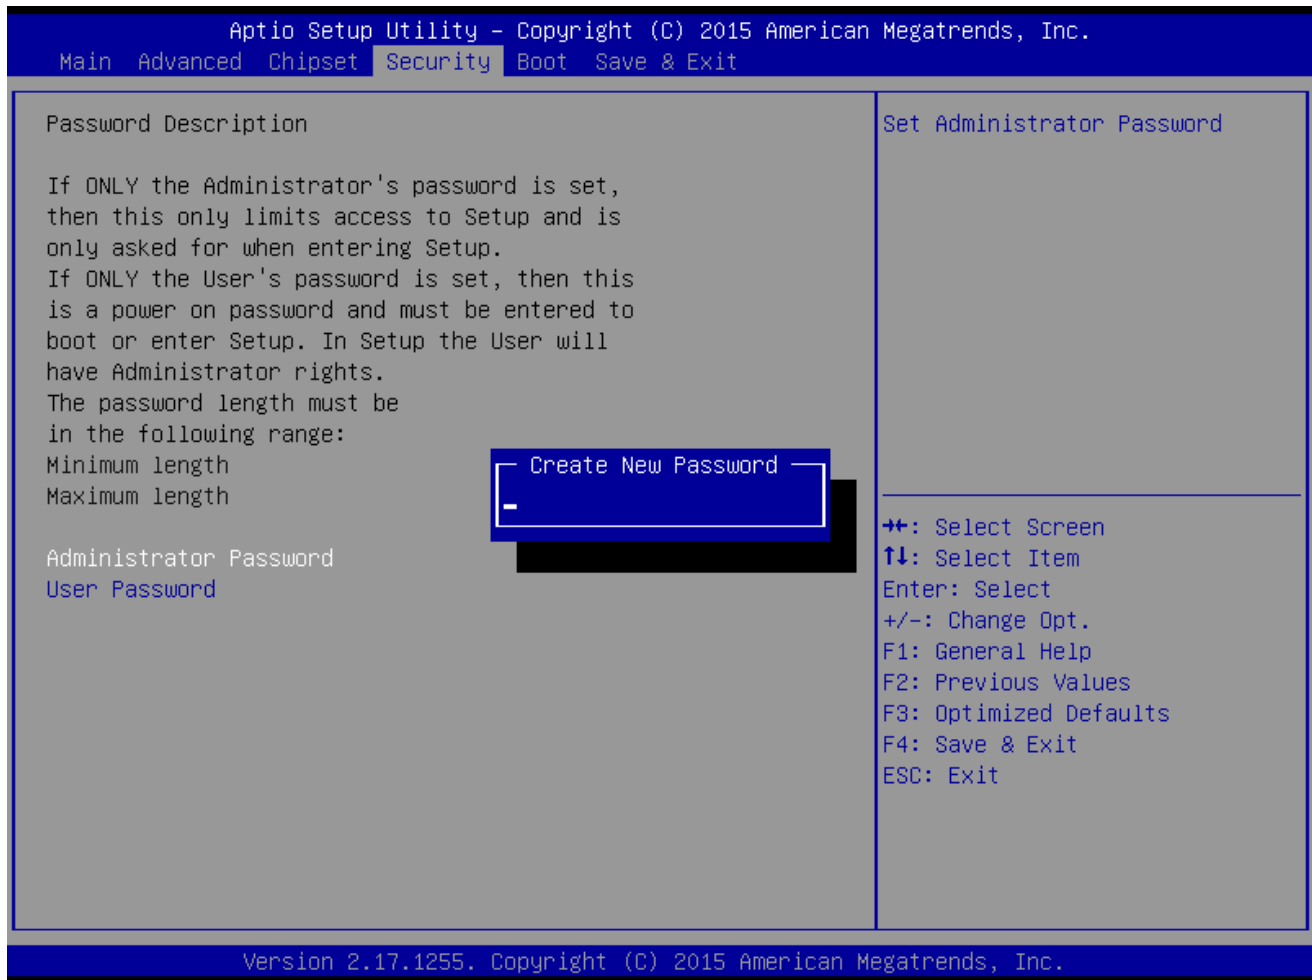 Aptio Setup Utility – Copyright (C) 2015 American Megatrends, Inc.
Main Advanced Chipset Security Boot Save & Exit
Password Description
If ONLY the Administrator's password is set,
then this only limits access to Setup and is
only asked for when entering Setup.
If ONLY the User's password is set, then this
is a power on password and must be entered to
boot or enter Setup. In Setup the User will
have Administrator rights.
The password length must be
in the following range:
Minimum length
Maximum length
Administrator Password
User Password
Create New Password
Set Administrator Password
→←: Select Screen
↑↓: Select Item
Enter: Select
+/-: Change Opt.
F1: General Help
F2: Previous Values
F3: Optimized Defaults
F4: Save & Exit
ESC: Exit
Version 2.17.1255. Copyright (C) 2015 American Megatrends, Inc.